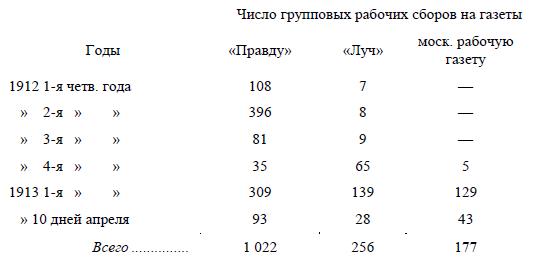 Число групповых рабочих сборов на газеты
Годы «Правду» «Луч» моск. рабочую газету
1912 1-я четв. года 108 7 —
» 2-я » » 396 8 —
» 3-я » » 81 9 —
» 4-я » » 35 65 5
1913 1-я » » 309 139 129
» 10 дней апреля 93 28 43
Всего ............... 1 022 256 177